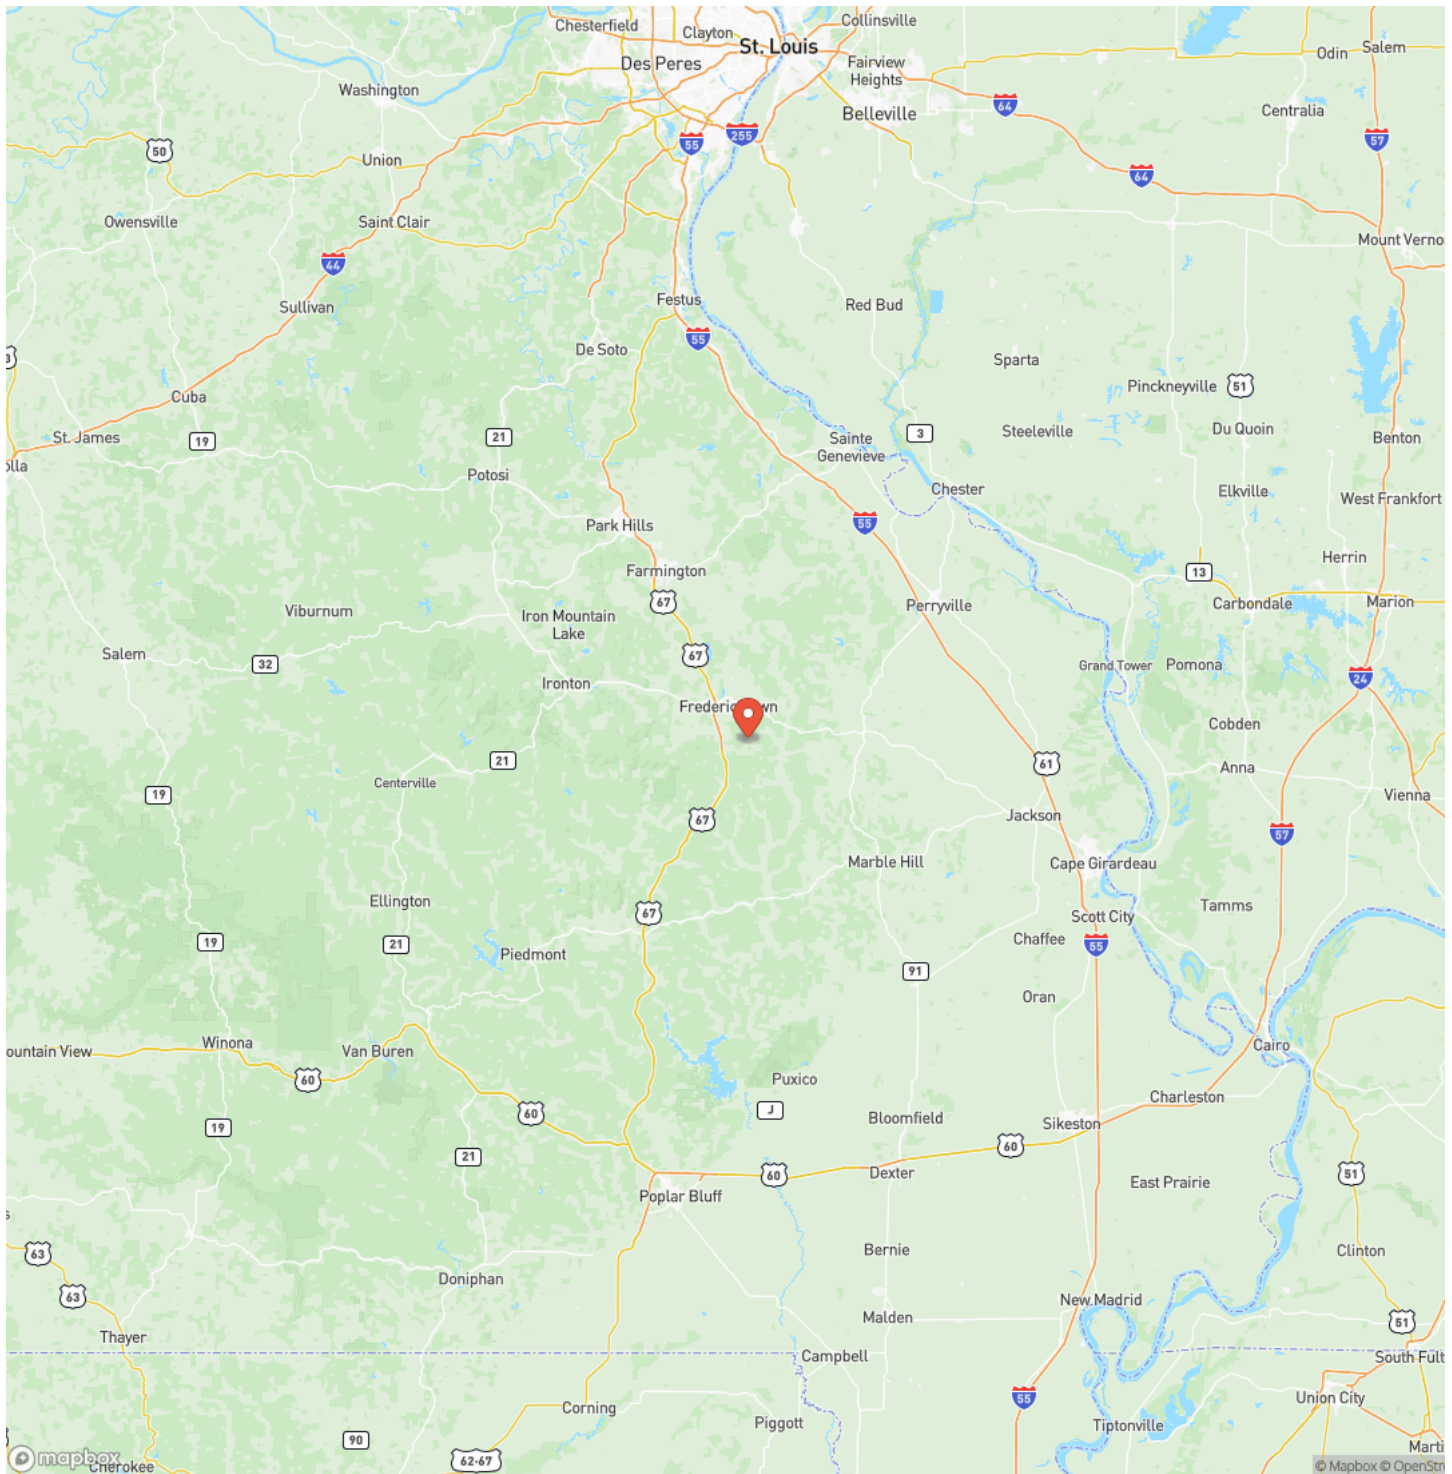 Chesterfield
Clayton
Collinsville
St. Louis
Des Peres
Fairview
Heights
Odin
Salem
Washington
Belleville
64
Centralia
255
55
57
50
Union
64
Owensville
Saint Clair
Mount Verno
44
Sullivan
Festus
Red Bud
55
De Soto
Sparta
3
Pinckneyville
51
Cuba
St. James
19
21
Sainte
Genevieve
3
Steeleville
Du Quoin
Benton
olla
Potosi
Chester
Elkville
West Frankfort
Park Hills
55
Farmington
Herrin
13
67
Viburnum
Iron Mountain
Lake
Perryville
Carbondale
Marion
Salem
32
67
Grand Tower
Pomona
24
Ironton
Frederic
wn
Cobden
21
61
Anna
Centerville
19
Vienna
67
Jackson
57
Marble Hill
Cape Girardeau
Ellington
67
Tamms
Scott City
19
21
Piedmont
Chaffee
55
91
Oran
ountain View
Winona
Van Buren
Cairo
60
Puxico
60
J
Charleston
19
Bloomfield
Sikeston
21
60
60
Dexter
51
East Prairie
Poplar Bluff
s
63
Bernie
Clinton
Doniphan
63
New Madrid
Malden
51
Thayer
Campbell
South Fult
55
Union City
Corning
Piggott
Tiptonville
90
Marti
mapbox
Cherokee
62-67
© Mapbox © OpenStre